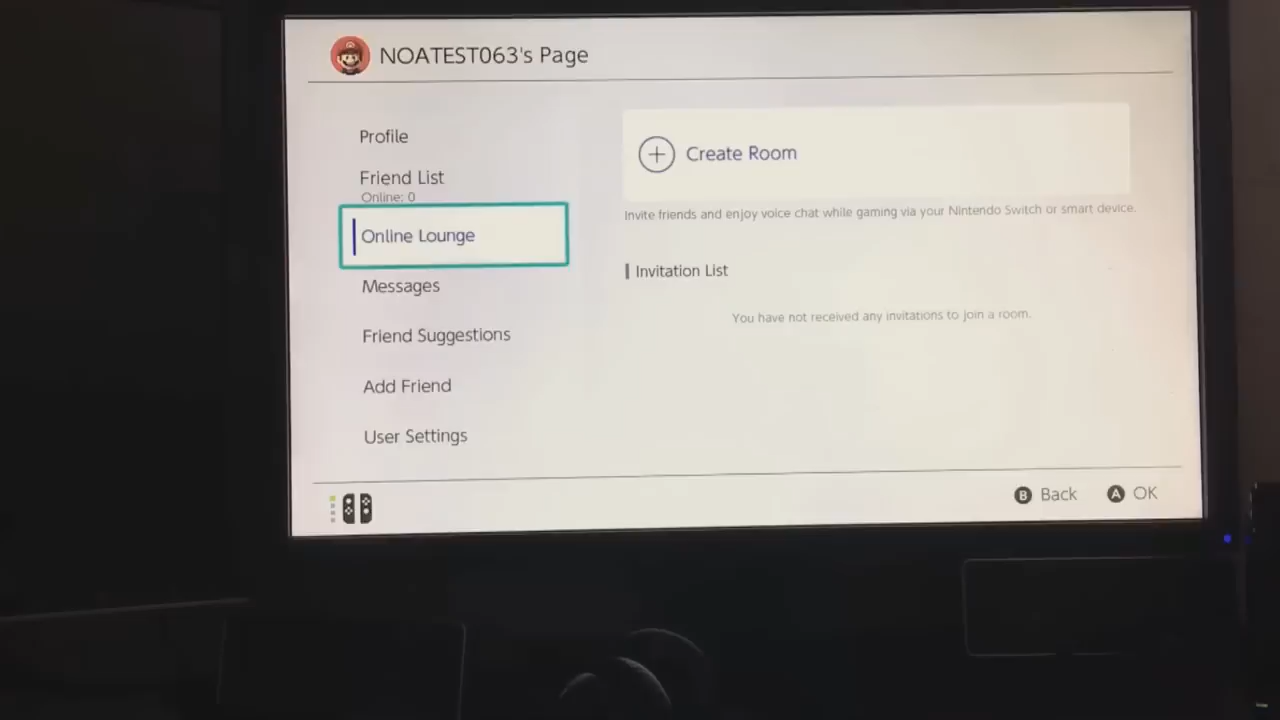 NOATEST063's Page
Profile
Friend List
Online: 0
Online Lounge
Messages
Friend Suggestions
Add Friend
User Settings
Create Room
Invite friends and enjoy voice chat while gaming via your Nintendo Switch or smart device.
Invitation List
You have not received any invitations to join a room.
B Back
A OK